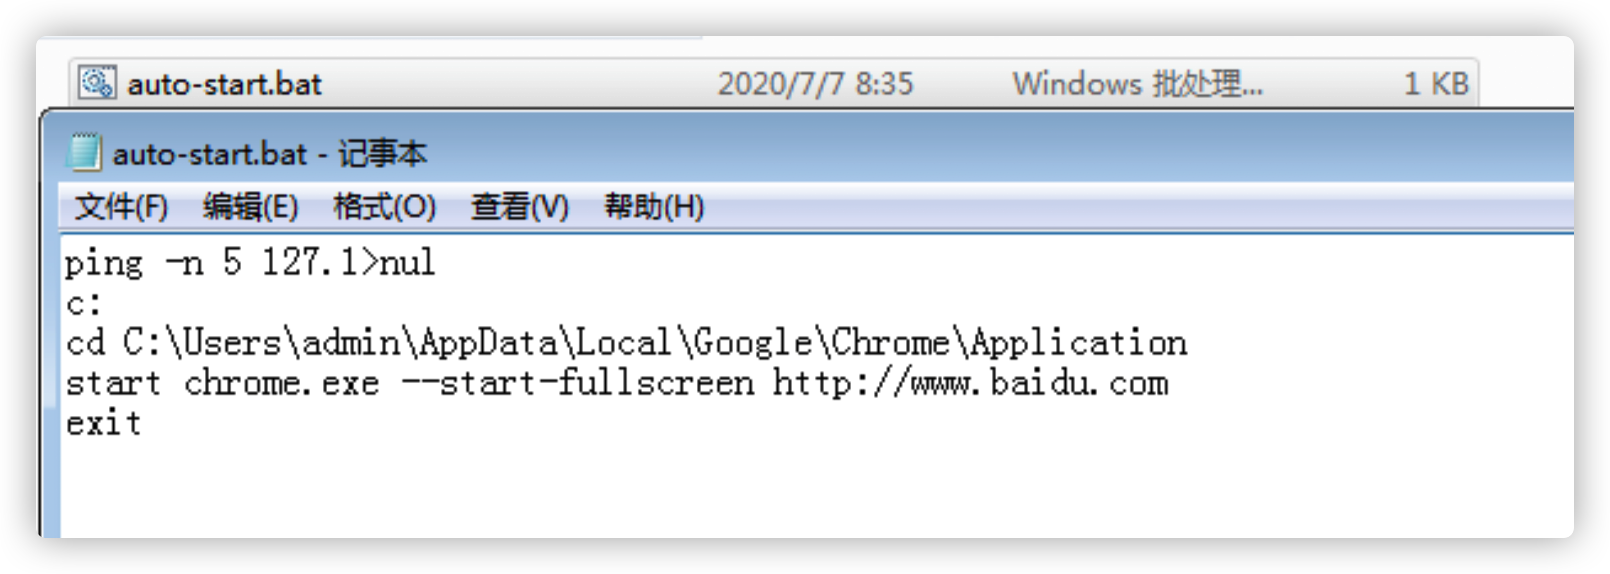 auto-start.bat 2020/7/7 8:35 Windows 批处理... 1 KB
auto-start.bat - 记事本
文件(F) 编辑(E) 格式(O) 查看(V) 帮助(H)
ping -n 5 127.1>nul
c:
cd C:\Users\admin\AppData\Local\Google\Chrome\Application
start chrome.exe --start-fullscreen http://www.baidu.com
exit